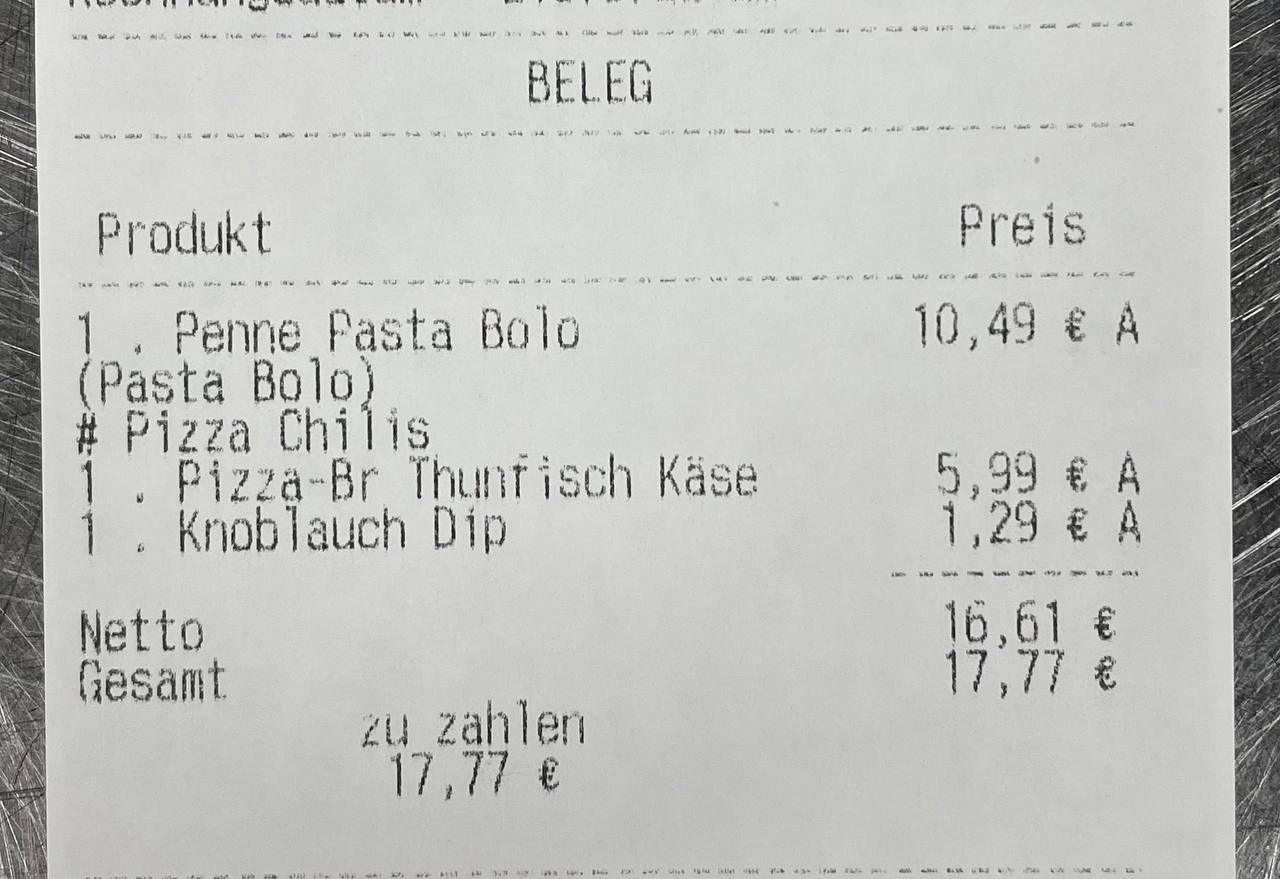 BELEG
Produkt Preis
1 . Penne Pasta Bolo 10,49 € A
(Pasta Bolo)
# Pizza Chilis
1 . Pizza-Br Thunfisch Käse 5,99 € A
1 . Knoblauch Dip 1,29 € A
Netto 16,61 €
Gesamt 17,77 €
zu zahlen
17,77 €